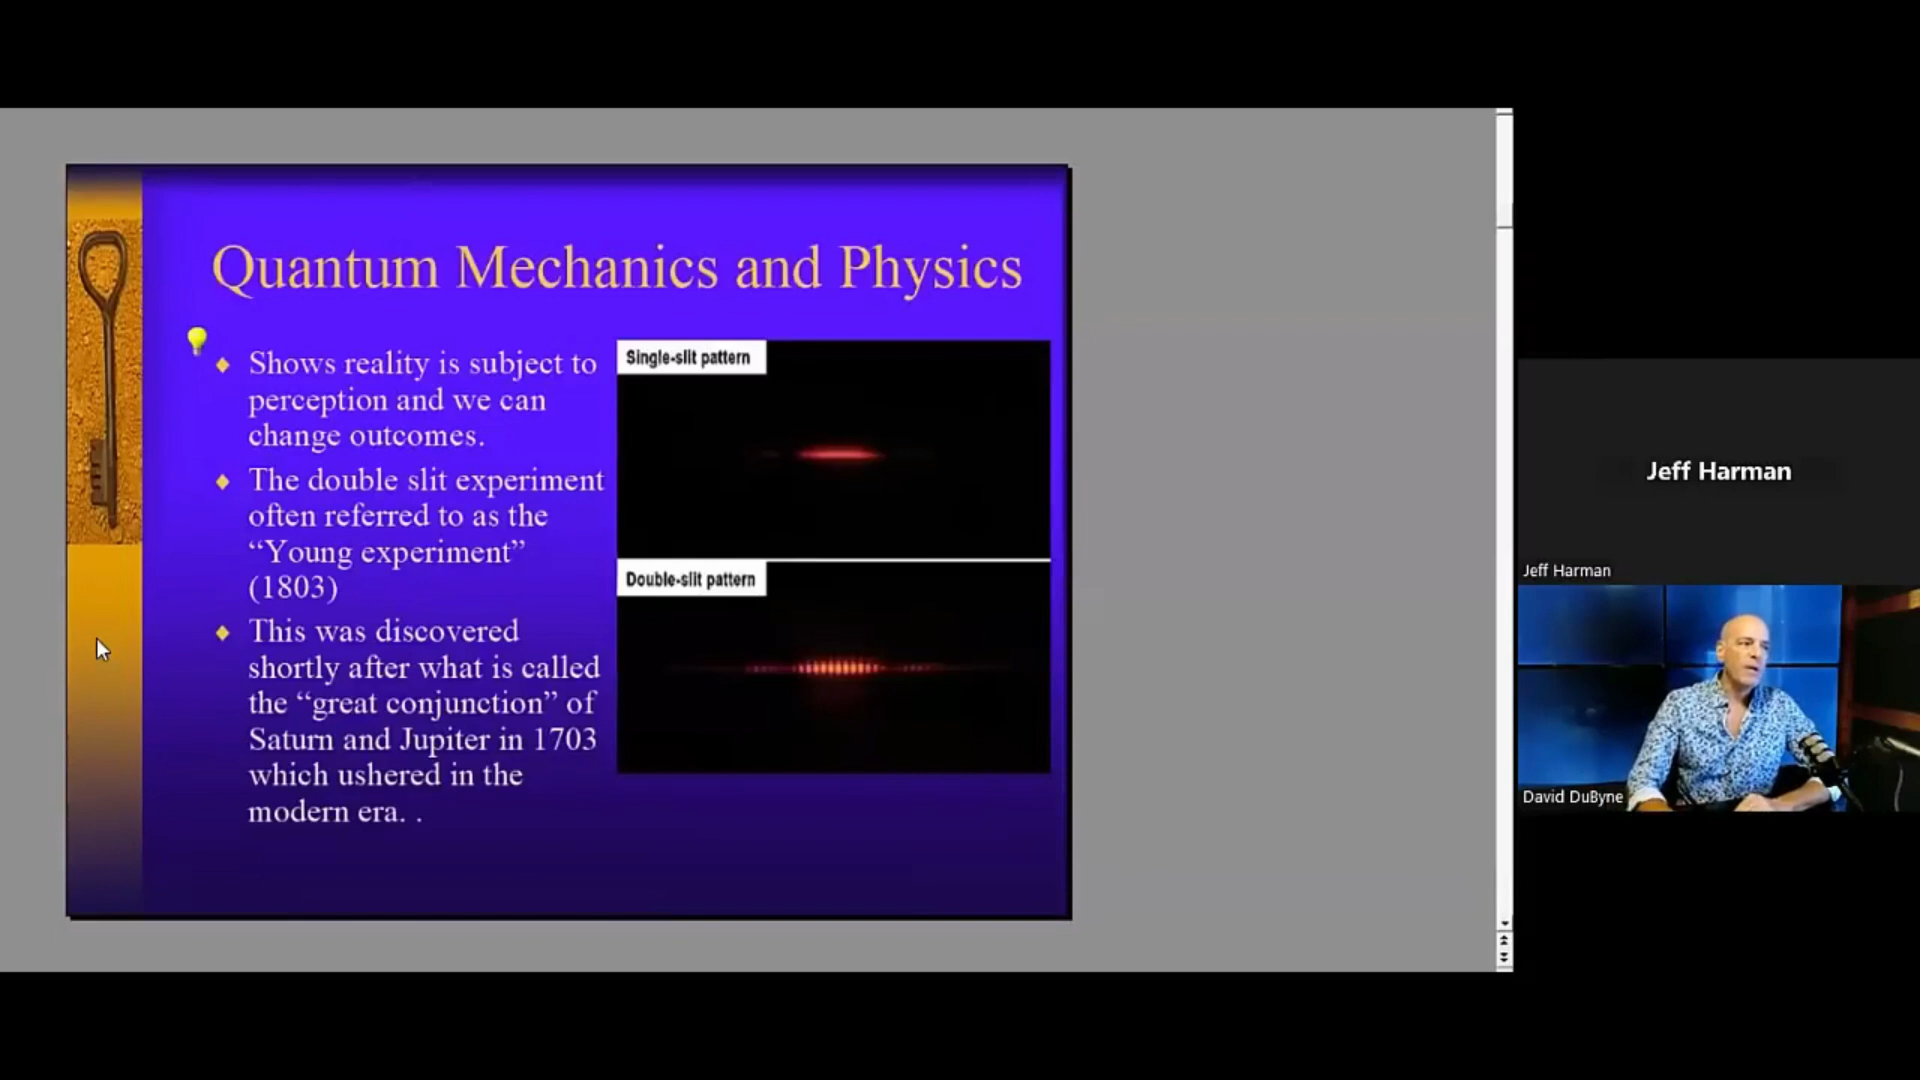 Quantum Mechanics and Physics
Shows reality is subject to
perception and we can
change outcomes.
The double slit experiment
often referred to as the
“Young experiment”
(1803)
This was discovered
shortly after what is called
the “great conjunction” of
Saturn and Jupiter in 1703
which ushered in the
modern era. .
Single-slit pattern
Double-slit pattern
Jeff Harman
Jeff Harman
David DuByne